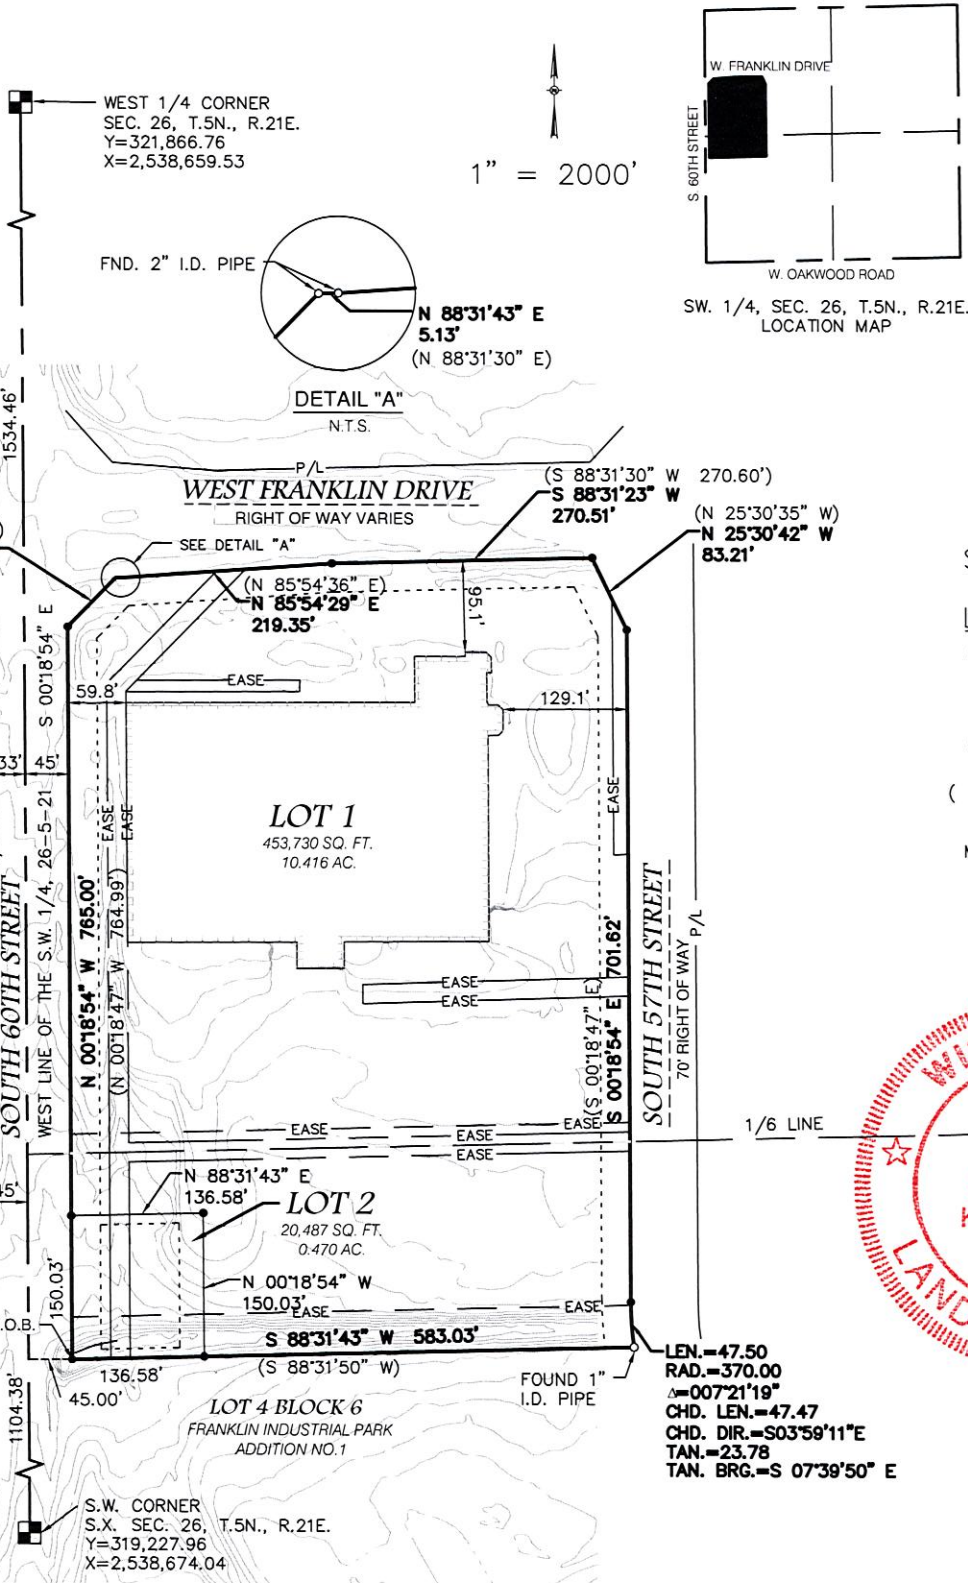 WEST 1/4 CORNER
SEC. 26, T.5N., R.21E.
Y=321,866.76
X=2,538,659.53
1" = 2000'
W. FRANKLIN DRIVE
S 60TH STREET
W. OAKWOOD ROAD
SW. 1/4, SEC. 26, T.5N., R.21E.
LOCATION MAP
FND. 2" I.D. PIPE
N 88°31'43" E
5.13'
(N 88°31'30" E)
DETAIL "A"
N.T.S.
1534.46'
P/L
WEST FRANKLIN DRIVE
RIGHT OF WAY VARIES
(S 88°31'30" W 270.60')
S 88°31'23" W
270.51'
(N 25°30'35" W)
N 25°30'42" W
83.21'
SEE DETAIL "A"
(N 85°54'36" E)
N 85°54'29" E
219.35'
95.1'
S 00°18'54" E
59.8'
EASE
129.1'
33'
45'
LOT 1
453,730 SQ. FT.
10.416 AC.
EASE
EASE
EASE
SOUTH 60TH STREET
WEST LINE OF THE S.W. 1/4, 26-5-21
N 00°18'54" W 765.00'
(N 00°18'47" W 764.99')
EASE
EASE
(S 00°18'47" E)
S 00°18'54" E 701.62'
SOUTH 57TH STREET
70' RIGHT OF WAY
P/L
EASE
EASE
EASE
1/6 LINE
45'
N 88°31'43" E
136.58'
LOT 2
20,487 SQ. FT.
0.470 AC.
150.03'
N 00°18'54" W
150.03'
EASE
EASE
O.B.
S 88°31'43" W 583.03'
(S 88°31'50" W)
136.58'
45.00'
1104.38'
FOUND 1"
I.D. PIPE
LEN.=47.50
RAD.=370.00
Δ=007°21'19"
CHD. LEN.=47.47
CHD. DIR.=S03°59'11"E
TAN.=23.78
TAN. BRG.=S 07°39'50" E
LOT 4 BLOCK 6
FRANKLIN INDUSTRIAL PARK
ADDITION NO.1
S.W. CORNER
S.X. SEC. 26, T.5N., R.21E.
Y=319,227.96
X=2,538,674.04
LAND